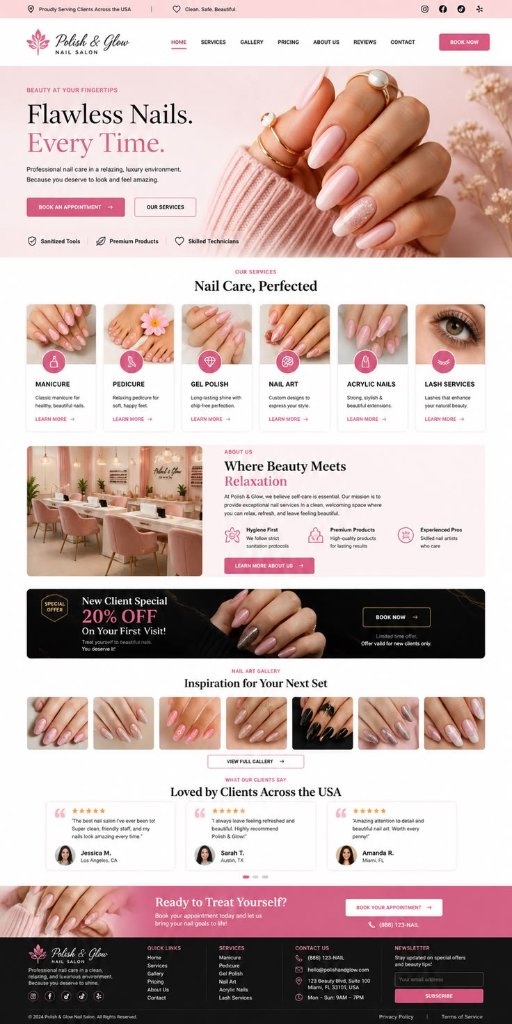 Proudly Serving Clients Across the USA
Clean. Safe. Beautiful.
Polish & Glow
NAIL SALON
HOME
SERVICES
GALLERY
PRICING
ABOUT US
REVIEWS
CONTACT
BOOK NOW
BEAUTY AT YOUR FINGERTIPS
Flawless Nails.
Every Time.
Professional nail care in a relaxing, luxury environment.
Because you deserve to look and feel amazing.
BOOK AN APPOINTMENT →
OUR SERVICES
Sanitized Tools
Premium Products
Skilled Technicians
OUR SERVICES
Nail Care, Perfected
MANICURE
Classic manicure for
healthy, beautiful nails.
LEARN MORE →
PEDICURE
Relaxing pedicure for
soft, happy feet.
LEARN MORE →
GEL POLISH
Long-lasting shine with
chip-free perfection.
LEARN MORE →
NAIL ART
Custom designs to
express your style.
LEARN MORE →
ACRYLIC NAILS
Strong, stylish &
beautiful extensions.
LEARN MORE →
LASH SERVICES
Lashes that enhance
your natural beauty.
LEARN MORE →
Polish & Glow
ABOUT US
Where Beauty Meets
Relaxation
At Polish & Glow, we believe self-care is essential. Our mission is to
provide exceptional nail services in a clean, welcoming space where
you can relax, refresh, and leave feeling beautiful.
Hygiene First
We follow strict
sanitation protocols
Premium Products
High-quality products
for lasting results
Experienced Pros
Skilled nail artists
who care
LEARN MORE ABOUT US →
SPECIAL
OFFER
New Client Special
20% OFF
On Your First Visit!
Treat yourself to beautiful nails.
You deserve it!
BOOK NOW →
Limited time offer.
Offer valid for new clients only.
NAIL ART GALLERY
Inspiration for Your Next Set
VIEW FULL GALLERY →
WHAT OUR CLIENTS SAY
Loved by Clients Across the USA
"The best nail salon I've ever been to!
Super clean, friendly staff, and my
nails look amazing every time."
Jessica M.
Los Angeles, CA
"I always leave feeling refreshed and
beautiful. Highly recommend
Polish & Glow!"
Sarah T.
Austin, TX
"Amazing attention to detail and
beautiful nail art. Worth every
penny!"
Amanda R.
Miami, FL
Ready to Treat Yourself?
Book your appointment today and let us
bring your nail goals to life!
BOOK YOUR APPOINTMENT →
(888) 123-NAIL
Polish & Glow
NAIL SALON
Professional nail care in a clean,
relaxing, and luxurious environment.
Because you deserve to shine.
QUICK LINKS
Home
Services
Gallery
Pricing
About Us
Contact
SERVICES
Manicure
Pedicure
Gel Polish
Nail Art
Acrylic Nails
Lash Services
CONTACT US
(888) 123-NAIL
hello@polishandglow.com
123 Beauty Blvd, Suite 100
Miami, FL 33101, USA
Mon - Sun: 9AM - 7PM
NEWSLETTER
Stay updated on special offers
and beauty tips!
Your email address
SUBSCRIBE
© 2024 Polish & Glow Nail Salon. All Rights Reserved.
Privacy Policy
Terms of Service